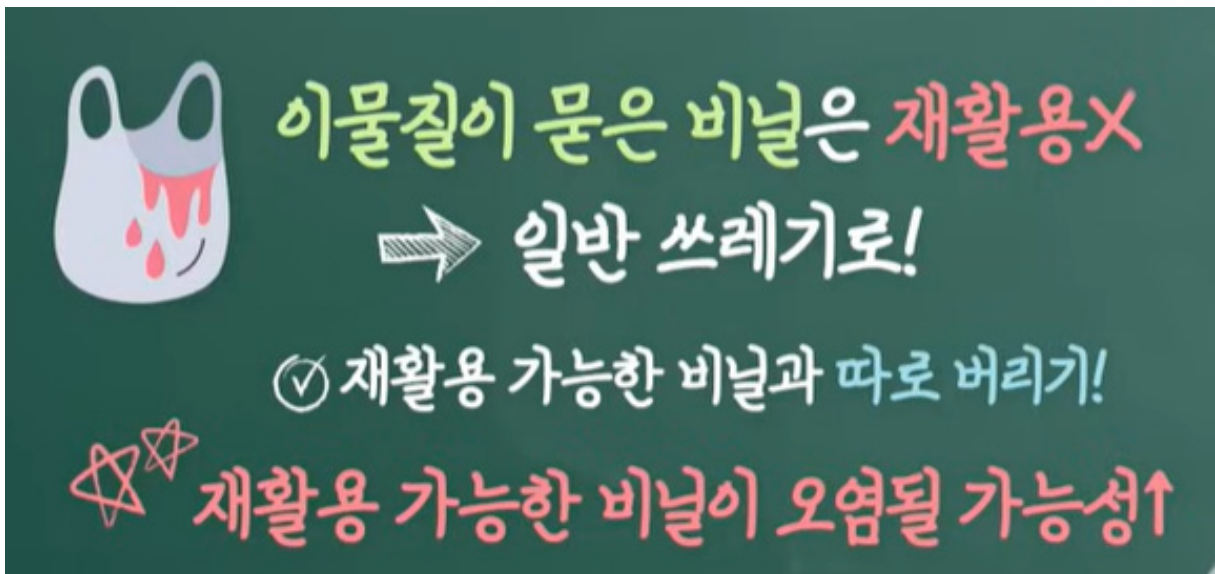 이물질이 묻은 비닐은 재활용X
→ 일반 쓰레기로!
재활용 가능한 비닐과 따로 버리기!
재활용 가능한 비닐이 오염될 가능성↑